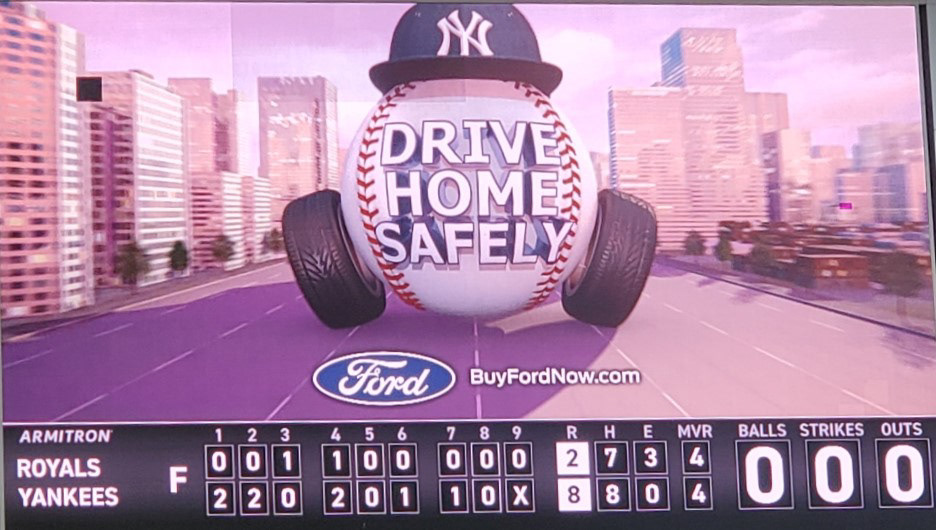 NY
DRIVE
HOME
SAFELY
Ford BuyFordNow.com
ARMITRON 1 2 3 4 5 6 7 8 9 R H E MVR BALLS STRIKES OUTS
ROYALS F 0 0 1 1 0 0 0 0 0 2 7 3 4 0 0 0
YANKEES 2 2 0 2 0 1 1 0 X 8 8 0 4